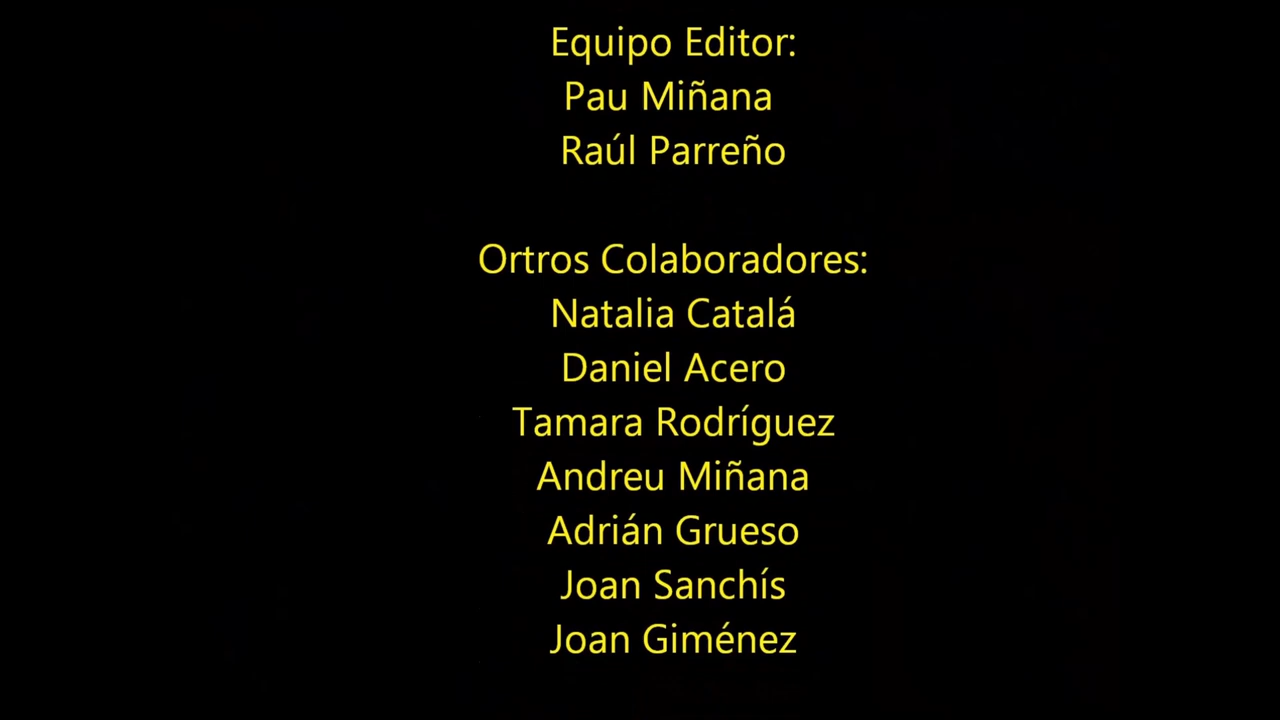 Equipo Editor:
Pau Miñana
Raúl Parreño
Ortros Colaboradores:
Natalia Catalá
Daniel Acero
Tamara Rodríguez
Andreu Miñana
Adrián Grueso
Joan Sanchís
Joan Giménez